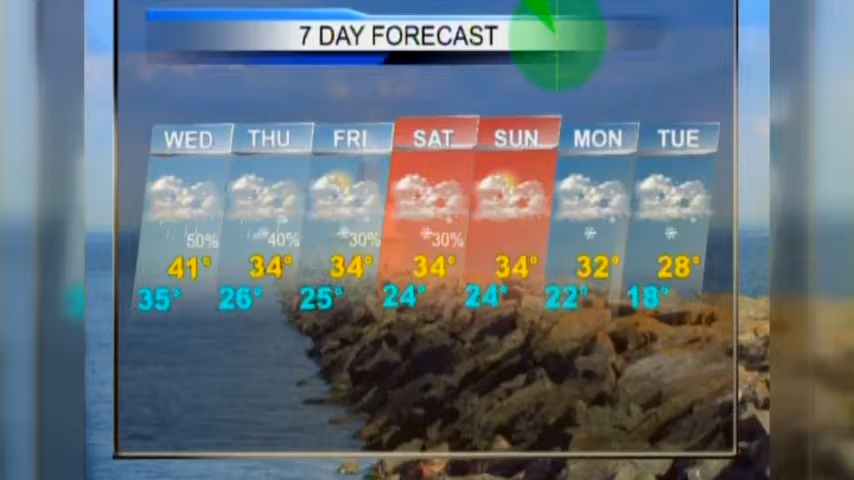 7 DAY FORECAST
WED THU FRI SAT SUN MON TUE
50% 40% 30% 30%
41° 34° 34° 34° 34° 32° 28°
35° 26° 25° 24° 24° 22° 18°